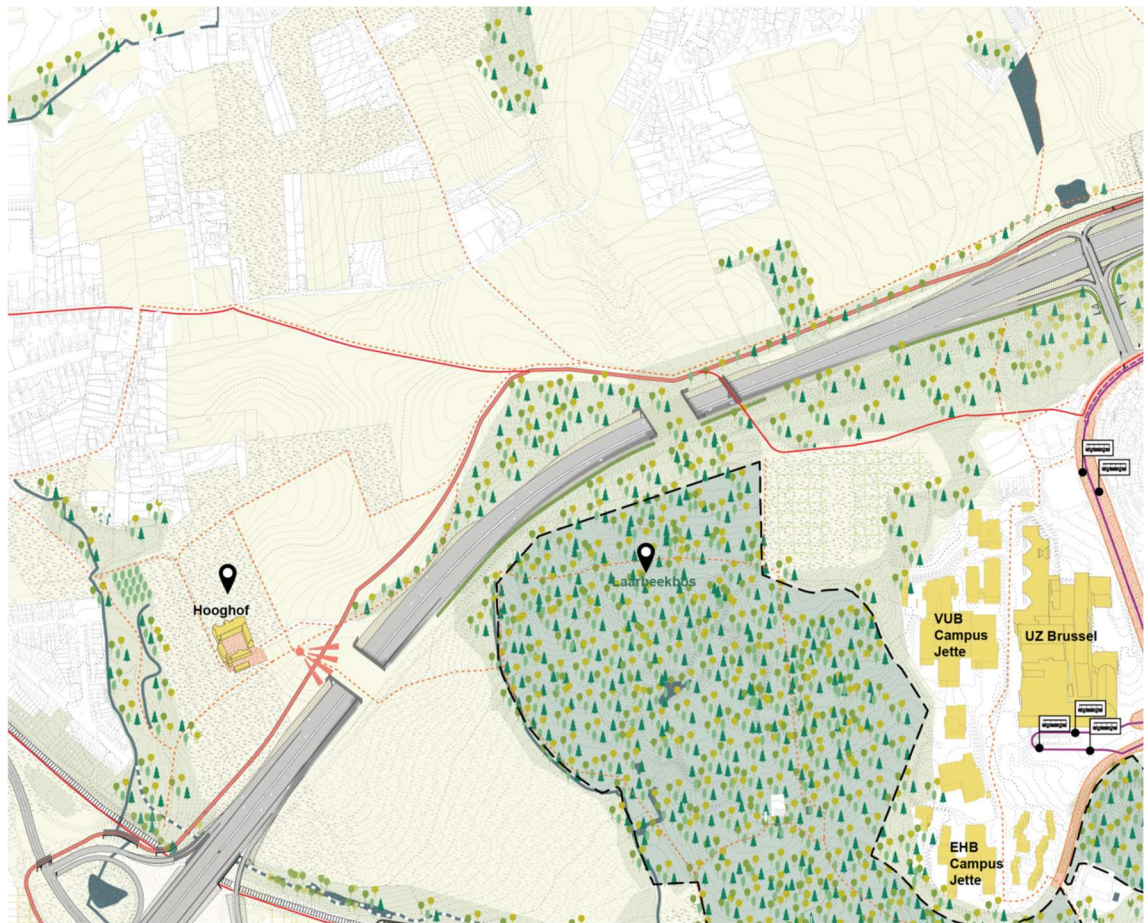 Laarbeekbos
Hooghof
VUB
Campus
Jette
UZ Brussel
EHB
Campus
Jette